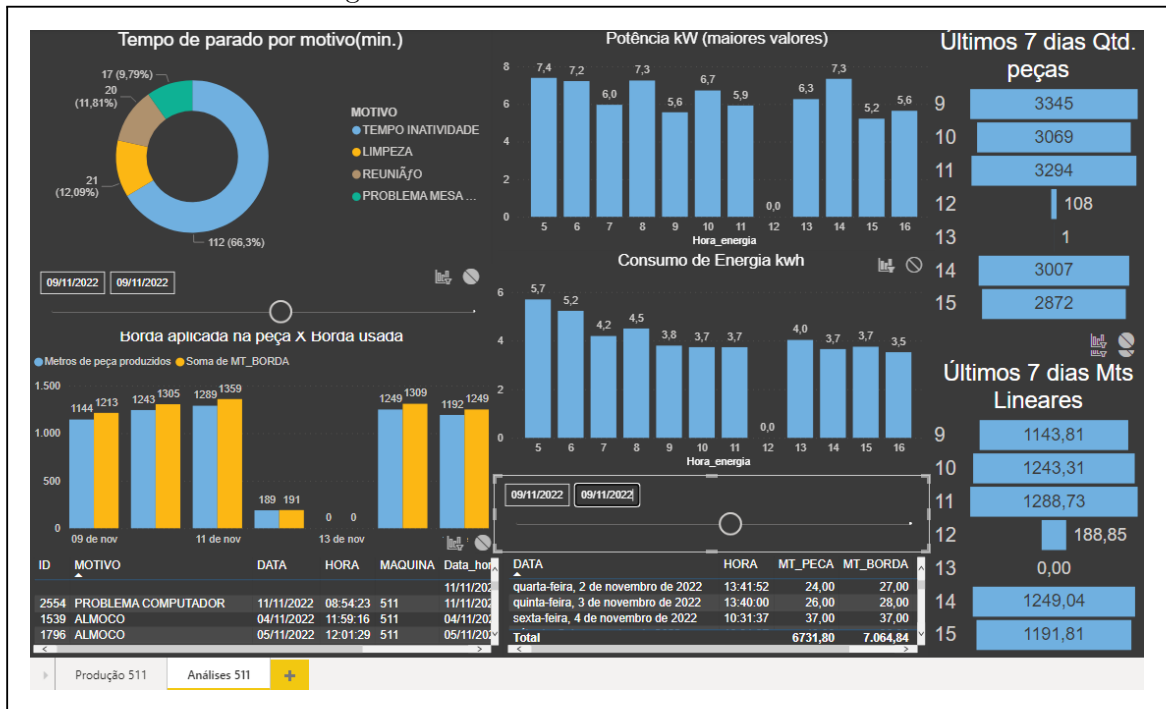 Tempo de parado por motivo(min.)
17 (9,79%)
20
(11,81%)
21
(12,09%)
112 (66,3%)
MOTIVO
TEMPO INATIVIDADE
LIMPEZA
REUNIÃƒO
PROBLEMA MESA ...
09/11/2022 09/11/2022
Borda aplicada na peça X Borda usada
Metros de peça produzidos Soma de MT_BORDA
1.500
1.000
500
0
1144 1213 1243 1305 1289 1359 189 191 0 0 1249 1309 1192 1249
09 de nov 11 de nov 13 de nov
ID MOTIVO DATA HORA MAQUINA Data_hor
11/11/202
2554 PROBLEMA COMPUTADOR 11/11/2022 08:54:23 511 11/11/202
1539 ALMOCO 04/11/2022 11:59:16 511 04/11/202
1796 ALMOCO 05/11/2022 12:01:29 511 05/11/202
Potência kW (maiores valores)
8
6
4
2
0
7,4 7,2 6,0 7,3 5,6 6,7 5,9 0,0 6,3 7,3 5,2 5,6
5 6 7 8 9 10 11 12 13 14 15 16
Hora_energia
Consumo de Energia kwh
6
4
2
0
5,7 5,2 4,2 4,5 3,8 3,7 3,7 0,0 4,0 3,7 3,7 3,5
5 6 7 8 9 10 11 12 13 14 15 16
Hora_energia
09/11/2022 09/11/2022
DATA HORA MT_PECA MT_BORDA
quarta-feira, 2 de novembro de 2022 13:41:52 24,00 27,00
quinta-feira, 3 de novembro de 2022 13:40:00 26,00 28,00
sexta-feira, 4 de novembro de 2022 10:31:37 37,00 37,00
Total 6731,80 7.064,84
Últimos 7 dias Qtd.
peças
9 3345
10 3069
11 3294
12 108
13 1
14 3007
15 2872
Últimos 7 dias Mts
Lineares
9 1143,81
10 1243,31
11 1288,73
12 188,85
13 0,00
14 1249,04
15 1191,81
Produção 511 Análises 511 +